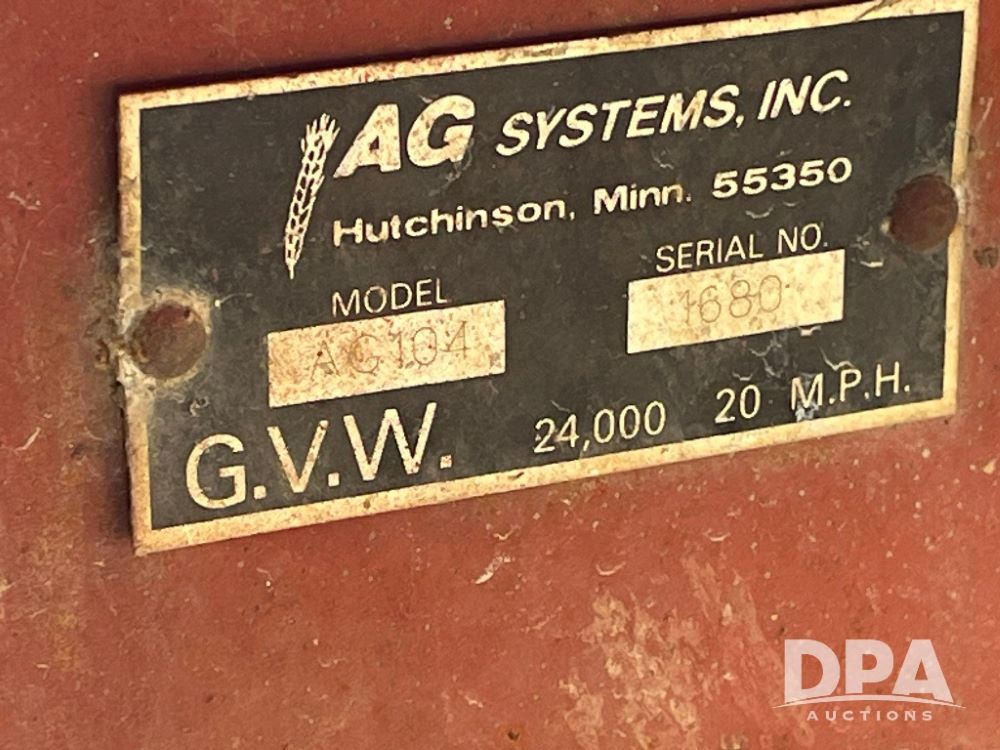 AG SYSTEMS, INC.
Hutchinson, Minn. 55350
MODEL
AG104
SERIAL NO.
1680
G.V.W. 24,000 20 M.P.H.
DPA
AUCTIONS